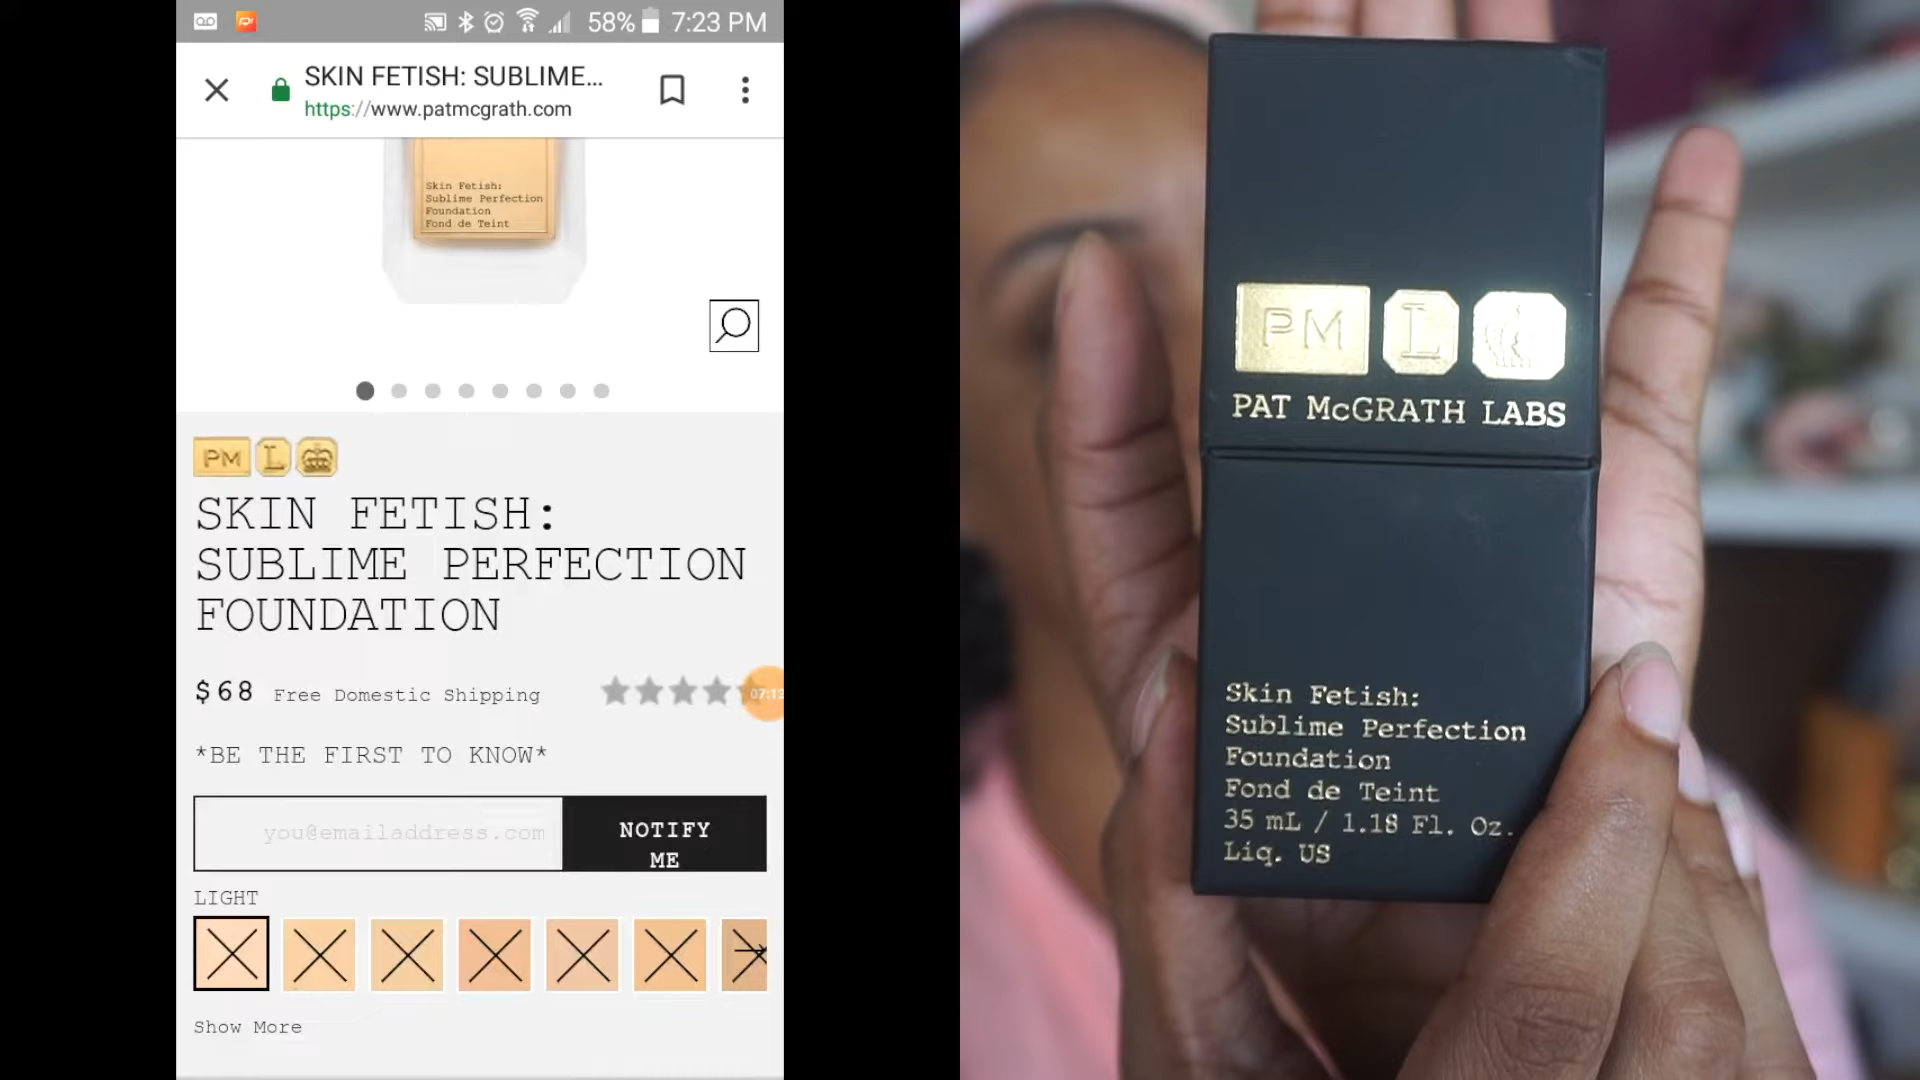 58% 7:23 PM
SKIN FETISH: SUBLIME...
https://www.patmcgrath.com
Skin Fetish:
Sublime Perfection
Foundation
Fond de Teint
PM L
SKIN FETISH:
SUBLIME PERFECTION
FOUNDATION
$68 Free Domestic Shipping
*BE THE FIRST TO KNOW*
you@emailaddress.com
NOTIFY
ME
LIGHT
Show More
PM L
PAT McGRATH LABS
Skin Fetish:
Sublime Perfection
Foundation
Fond de Teint
35 mL / 1.18 Fl. Oz.
Liq. US